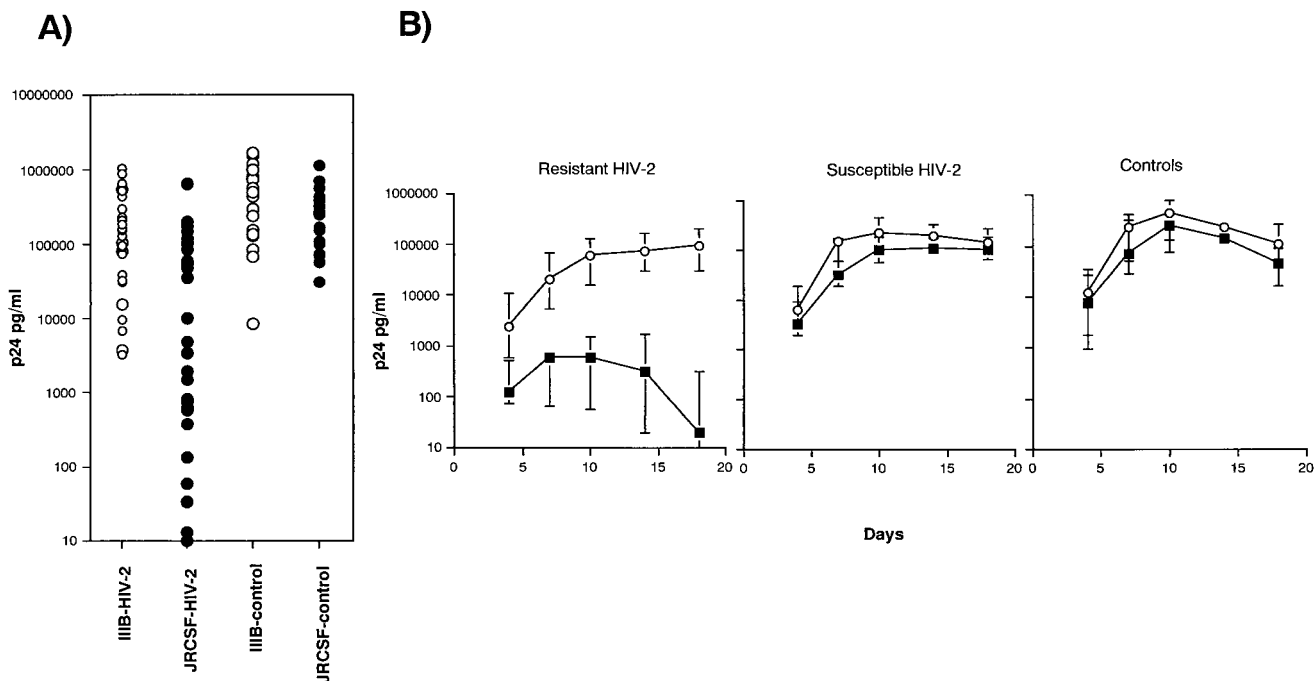 A)
B)
10000000
1000000
100000
10000
1000
100
10
p24 pg/ml
IIIB-HIV-2
JRCSF-HIV-2
IIIB-control
JRCSF-control
Resistant HIV-2
Susceptible HIV-2
Controls
1000000
100000
10000
1000
100
10
p24 pg/ml
0 5 10 15 20
0 5 10 15 20
0 5 10 15 20
Days